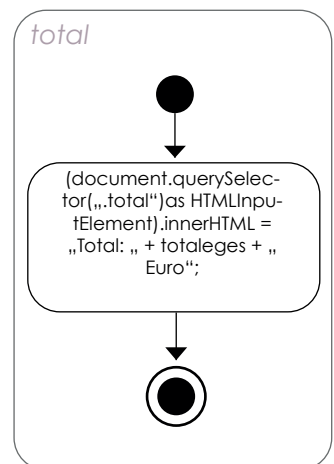 total
(document.querySelec-
tor(„.total“)as HTMLInpu-
tElement).innerHTML =
„Total: „ + totaleges + „
Euro“;